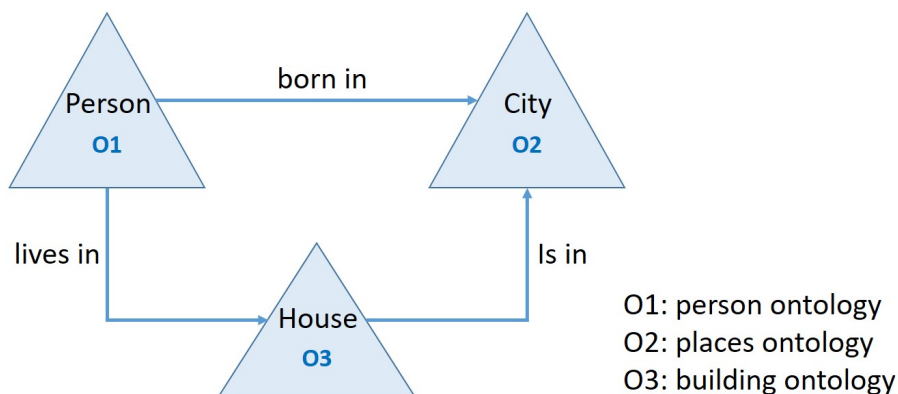 born in
Person
O1
City
O2
lives in
Is in
House
O3
O1: person ontology
O2: places ontology
O3: building ontology